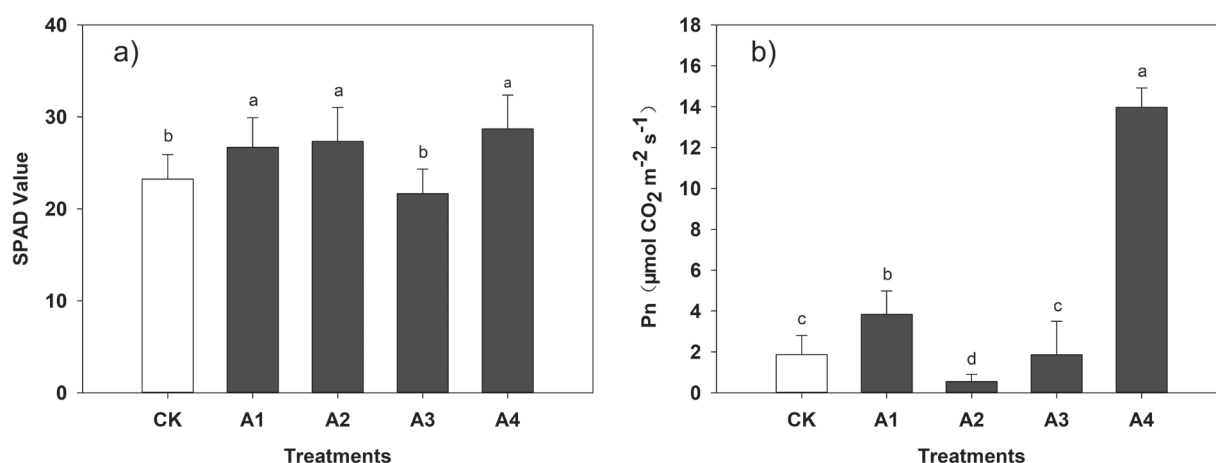 a)
SPAD Value
40
30
20
10
0
b
a
a
b
a
CK
A1
A2
A3
A4
Treatments
b)
Pn（μmol CO₂ m⁻² s⁻¹)
18
16
14
12
10
8
6
4
2
0
c
b
d
c
a
CK
A1
A2
A3
A4
Treatments